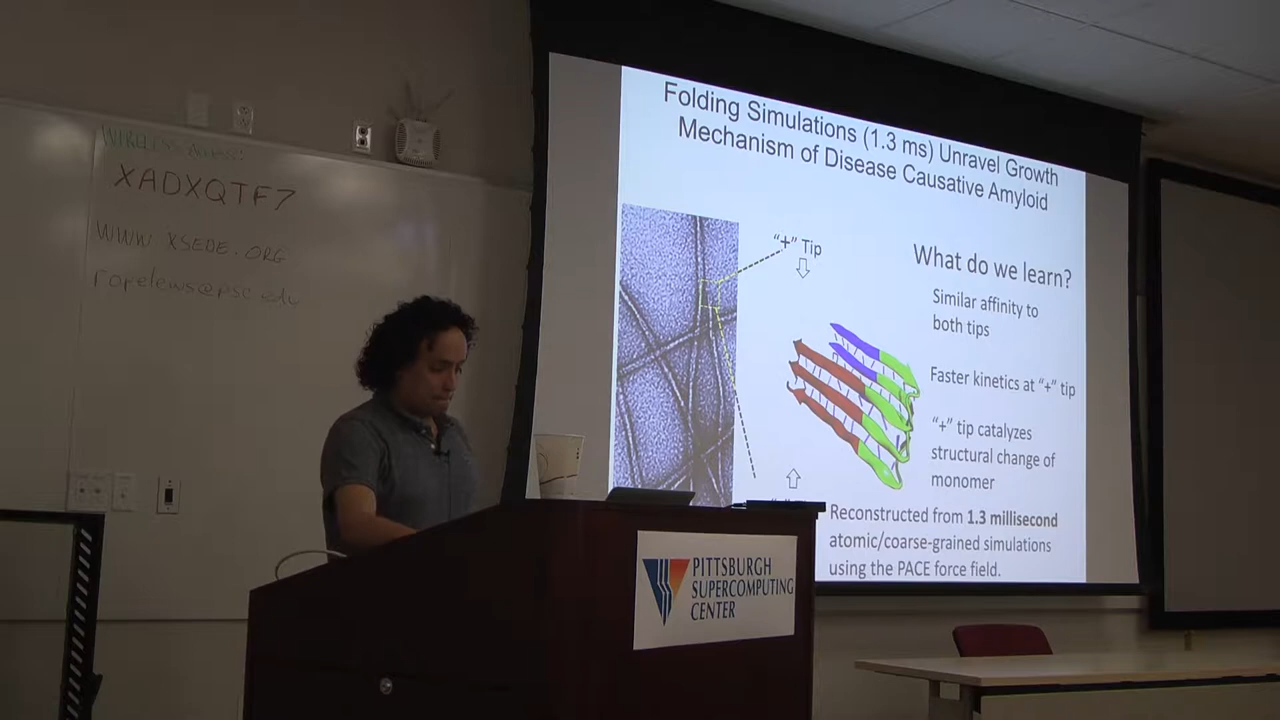 WIRELESS ACCESS:
XADXQTF7
WWW.XSEDE.ORG
Folding Simulations (1.3 ms) Unravel Growth
Mechanism of Disease Causative Amyloid
“+” Tip
What do we learn?
Similar affinity to
both tips
Faster kinetics at “+” tip
“+” tip catalyzes
structural change of
monomer
Reconstructed from 1.3 millisecond
atomic/coarse-grained simulations
using the PACE force field.
PITTSBURGH
SUPERCOMPUTING
CENTER